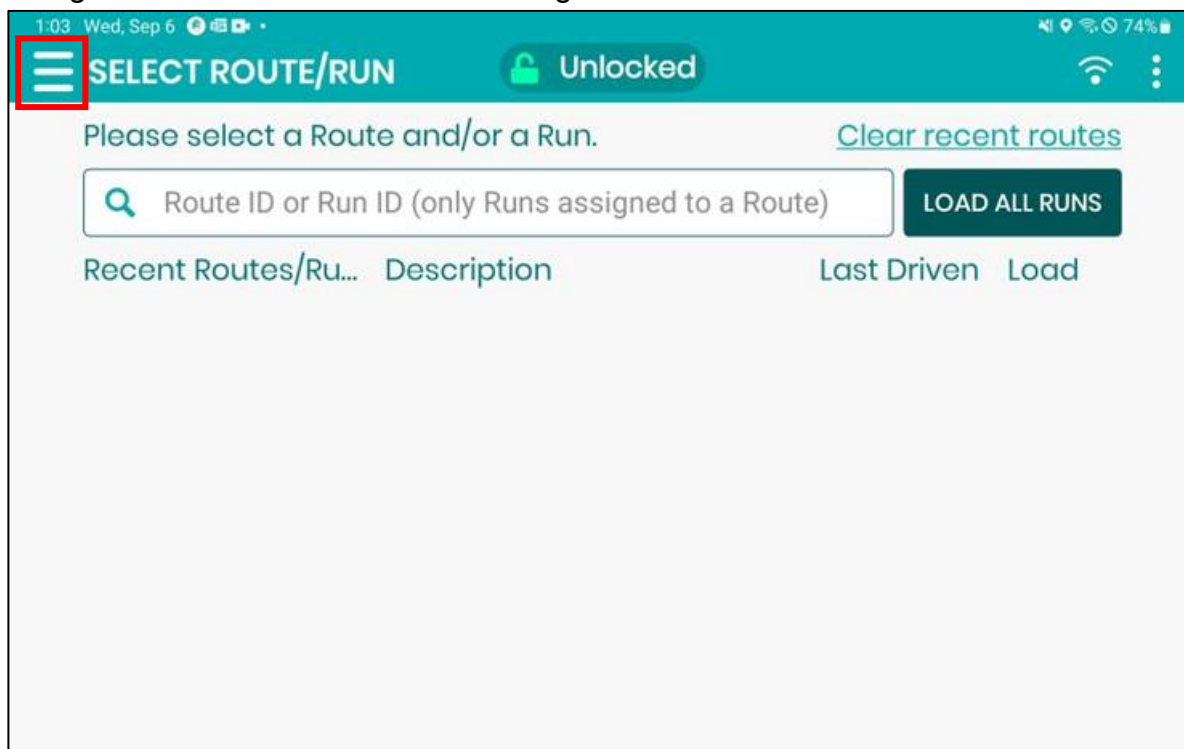 1:03 Wed, Sep 6 74%
SELECT ROUTE/RUN Unlocked
Please select a Route and/or a Run. Clear recent routes
Route ID or Run ID (only Runs assigned to a Route) LOAD ALL RUNS
Recent Routes/Ru... Description Last Driven Load